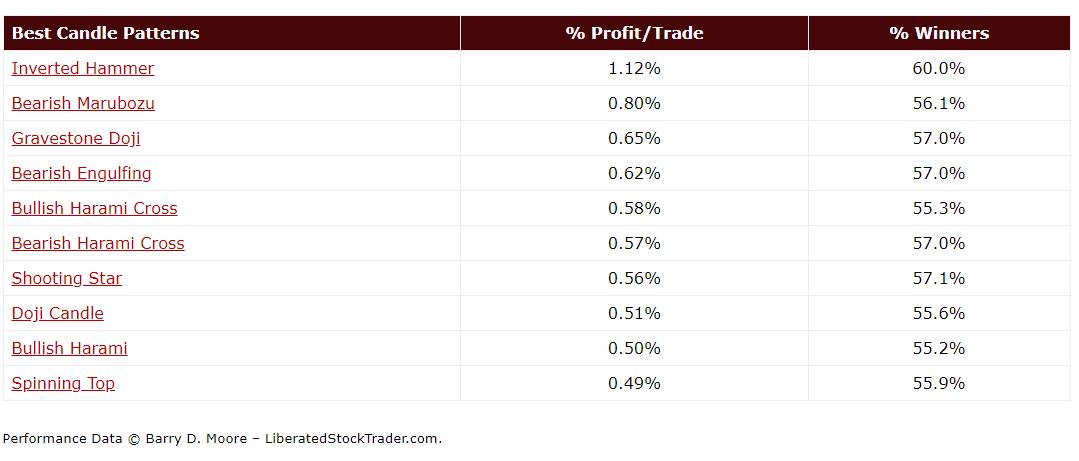 Best Candle Patterns % Profit/Trade % Winners
Inverted Hammer 1.12% 60.0%
Bearish Marubozu 0.80% 56.1%
Gravestone Doji 0.65% 57.0%
Bearish Engulfing 0.62% 57.0%
Bullish Harami Cross 0.58% 55.3%
Bearish Harami Cross 0.57% 57.0%
Shooting Star 0.56% 57.1%
Doji Candle 0.51% 55.6%
Bullish Harami 0.50% 55.2%
Spinning Top 0.49% 55.9%
Performance Data © Barry D. Moore – LiberatedStockTrader.com.